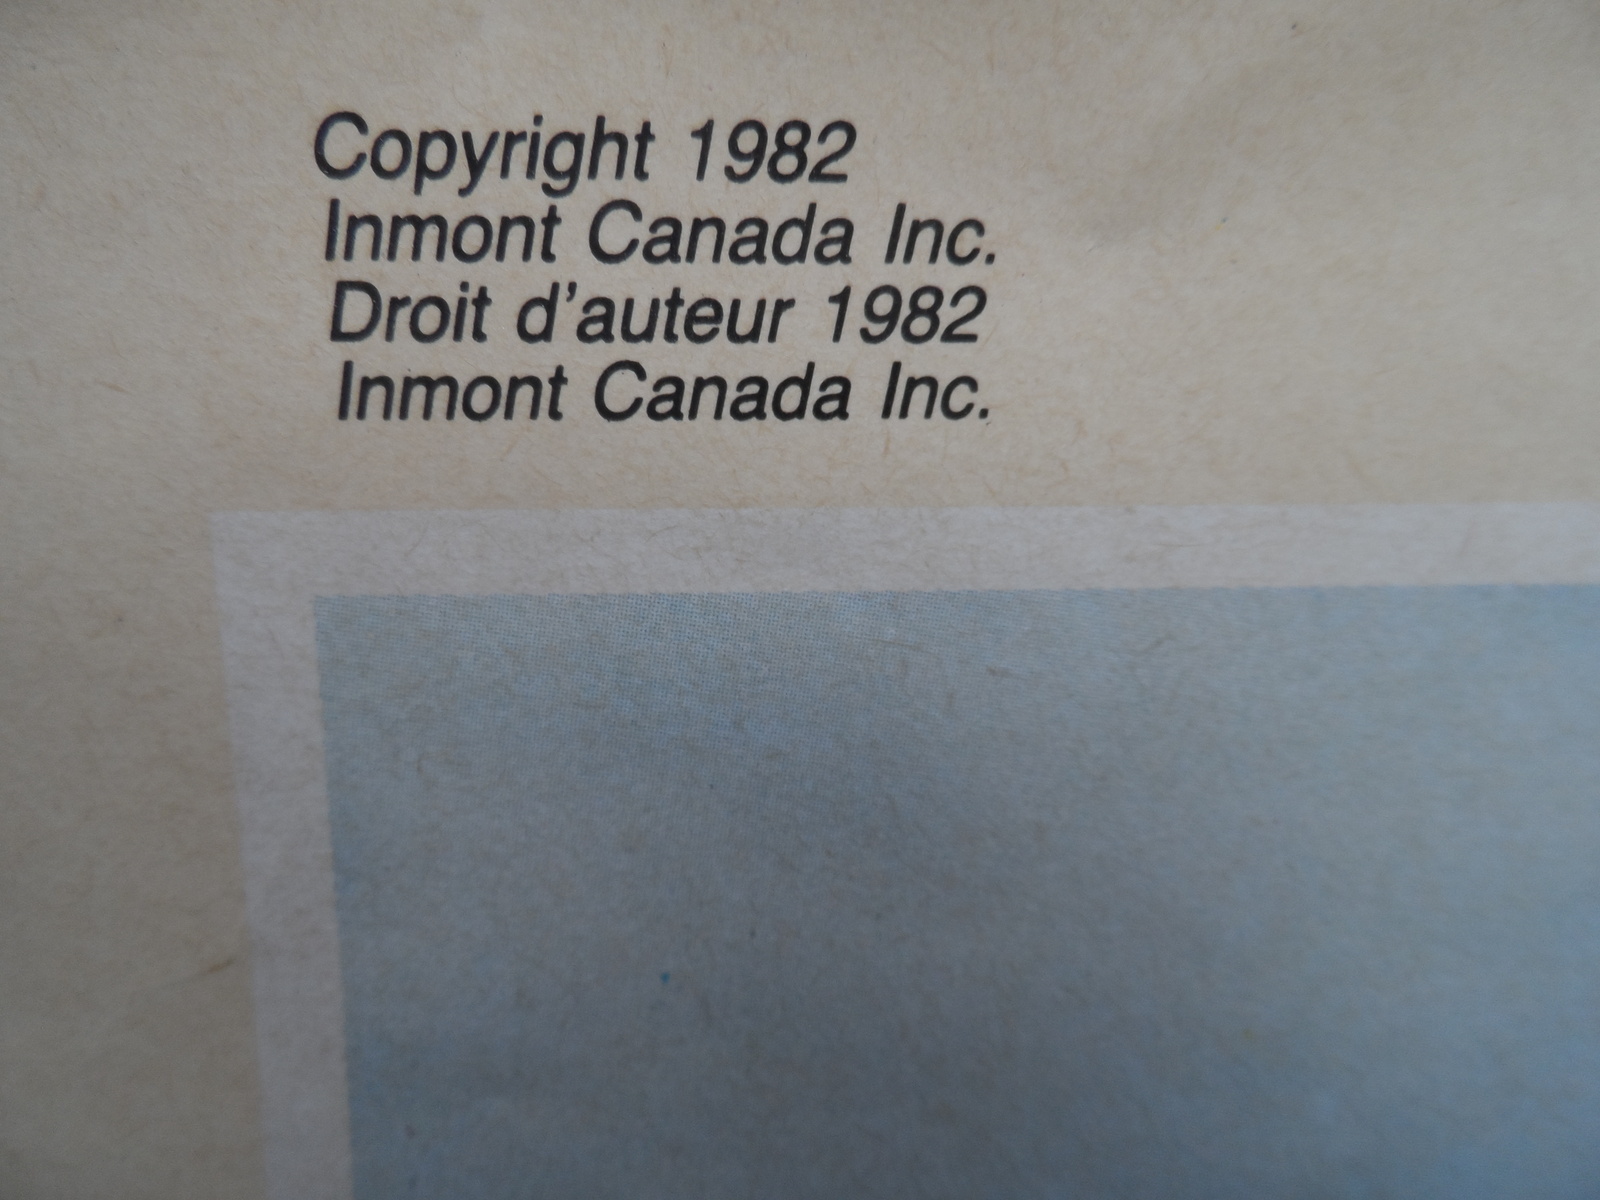 Copyright 1982
Inmont Canada Inc.
Droit d'auteur 1982
Inmont Canada Inc.